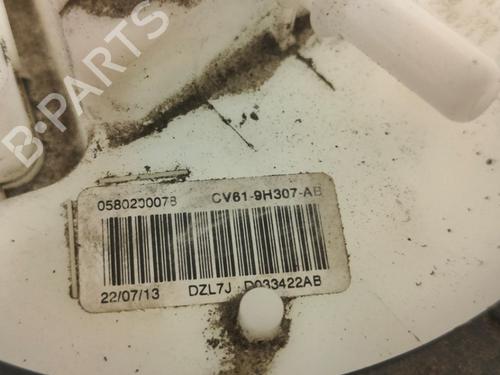 B-PARTS
0580200078 CV61-9H307-AB
22/07/13 DZL7J D033422AB